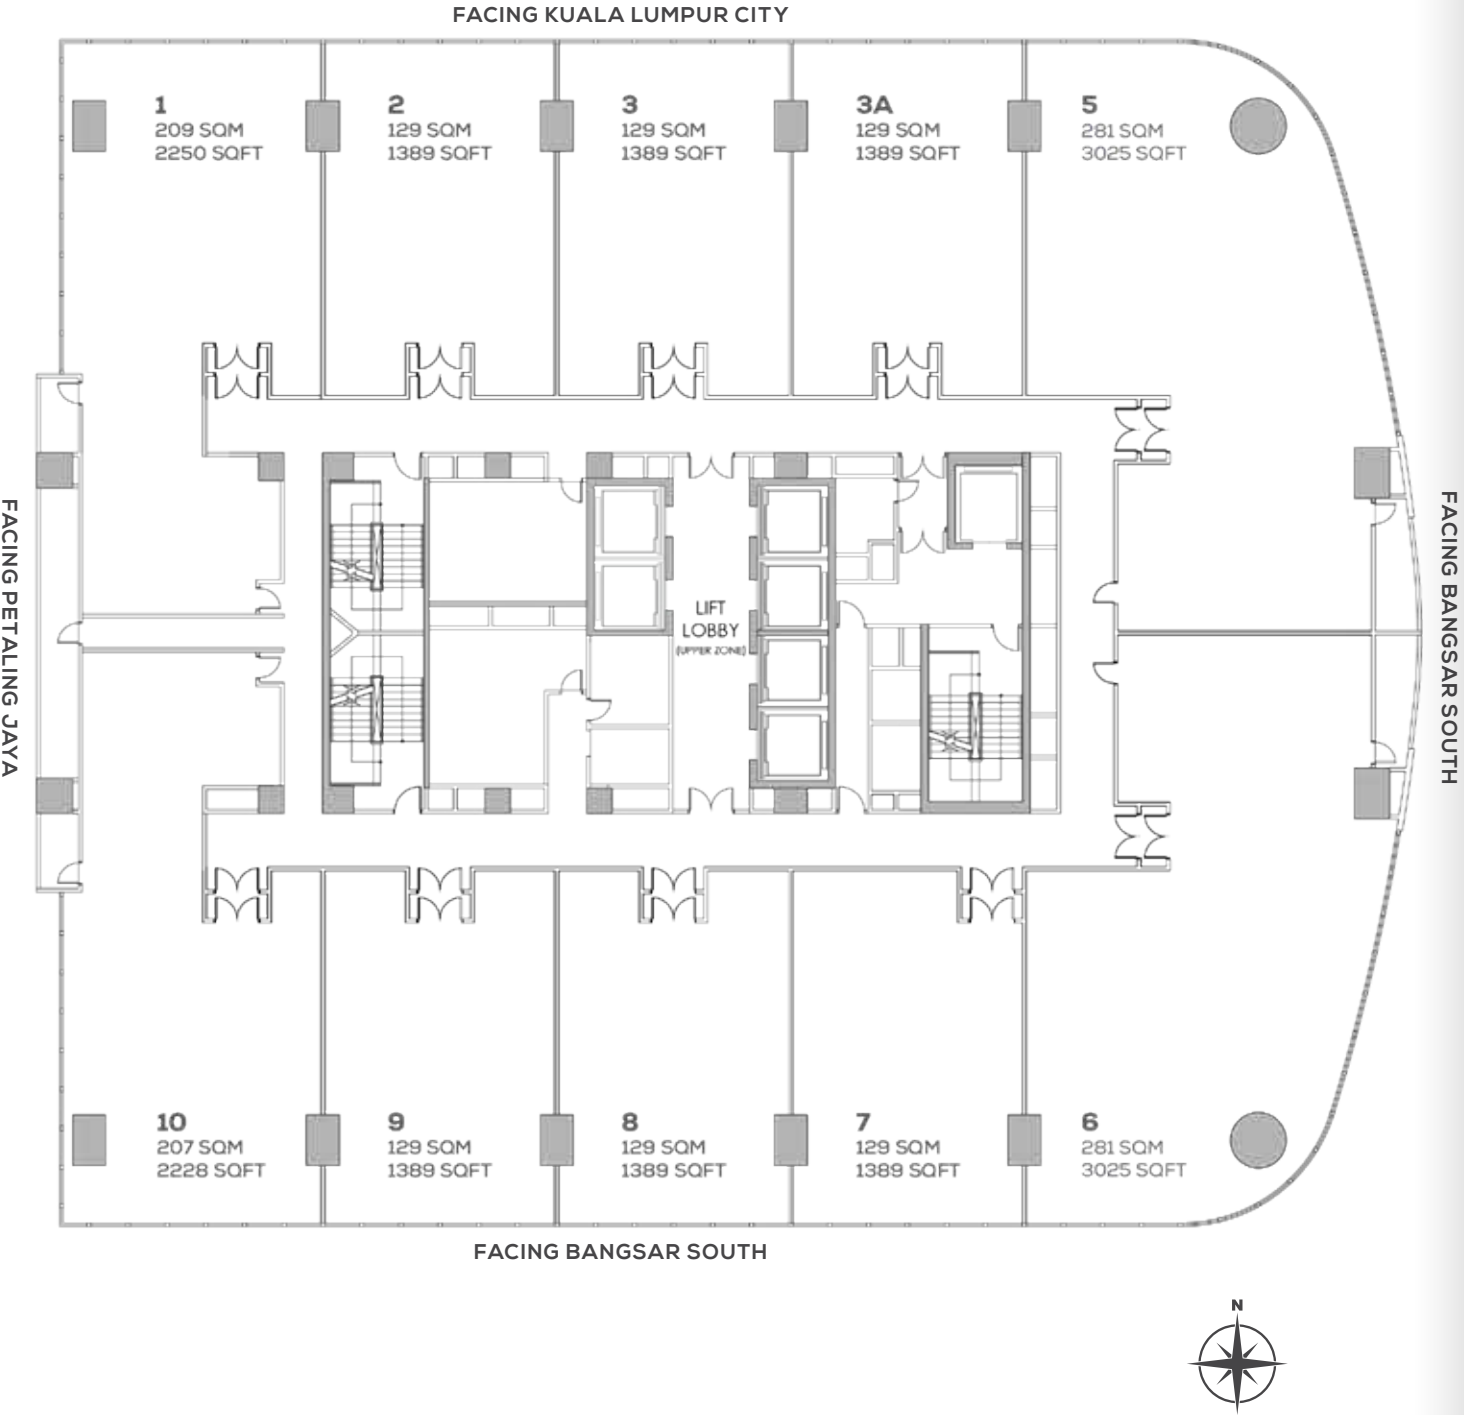 FACING KUALA LUMPUR CITY
1
209 SQM
2250 SQFT
2
129 SQM
1389 SQFT
3
129 SQM
1389 SQFT
3A
129 SQM
1389 SQFT
5
281 SQM
3025 SQFT
FACING PETALING JAYA
LIFT
LOBBY
(UPPER ZONE)
FACING BANGSAR SOUTH
10
207 SQM
2228 SQFT
9
129 SQM
1389 SQFT
8
129 SQM
1389 SQFT
7
129 SQM
1389 SQFT
6
281 SQM
3025 SQFT
FACING BANGSAR SOUTH
N